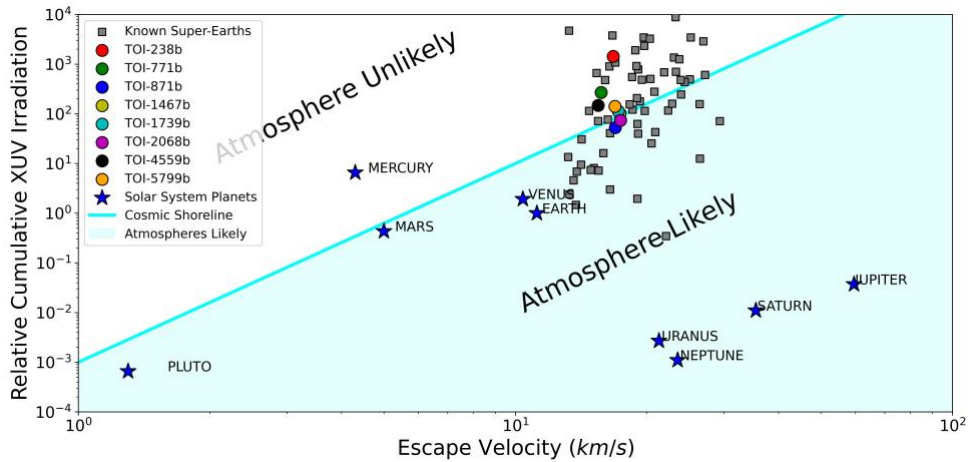 10^4
10^3
10^2
10^1
10^0
10^−1
10^−2
10^−3
10^−4
Relative Cumulative XUV Irradiation
Known Super-Earths
TOI-238b
TOI-771b
TOI-871b
TOI-1467b
TOI-1739b
TOI-2068b
TOI-4559b
TOI-5799b
Solar System Planets
Cosmic Shoreline
Atmospheres Likely
Atmosphere Unlikely
MERCURY
VENUS
EARTH
MARS
Atmosphere Likely
JUPITER
SATURN
URANUS
NEPTUNE
PLUTO
10^0
10^1
10^2
Escape Velocity (km/s)